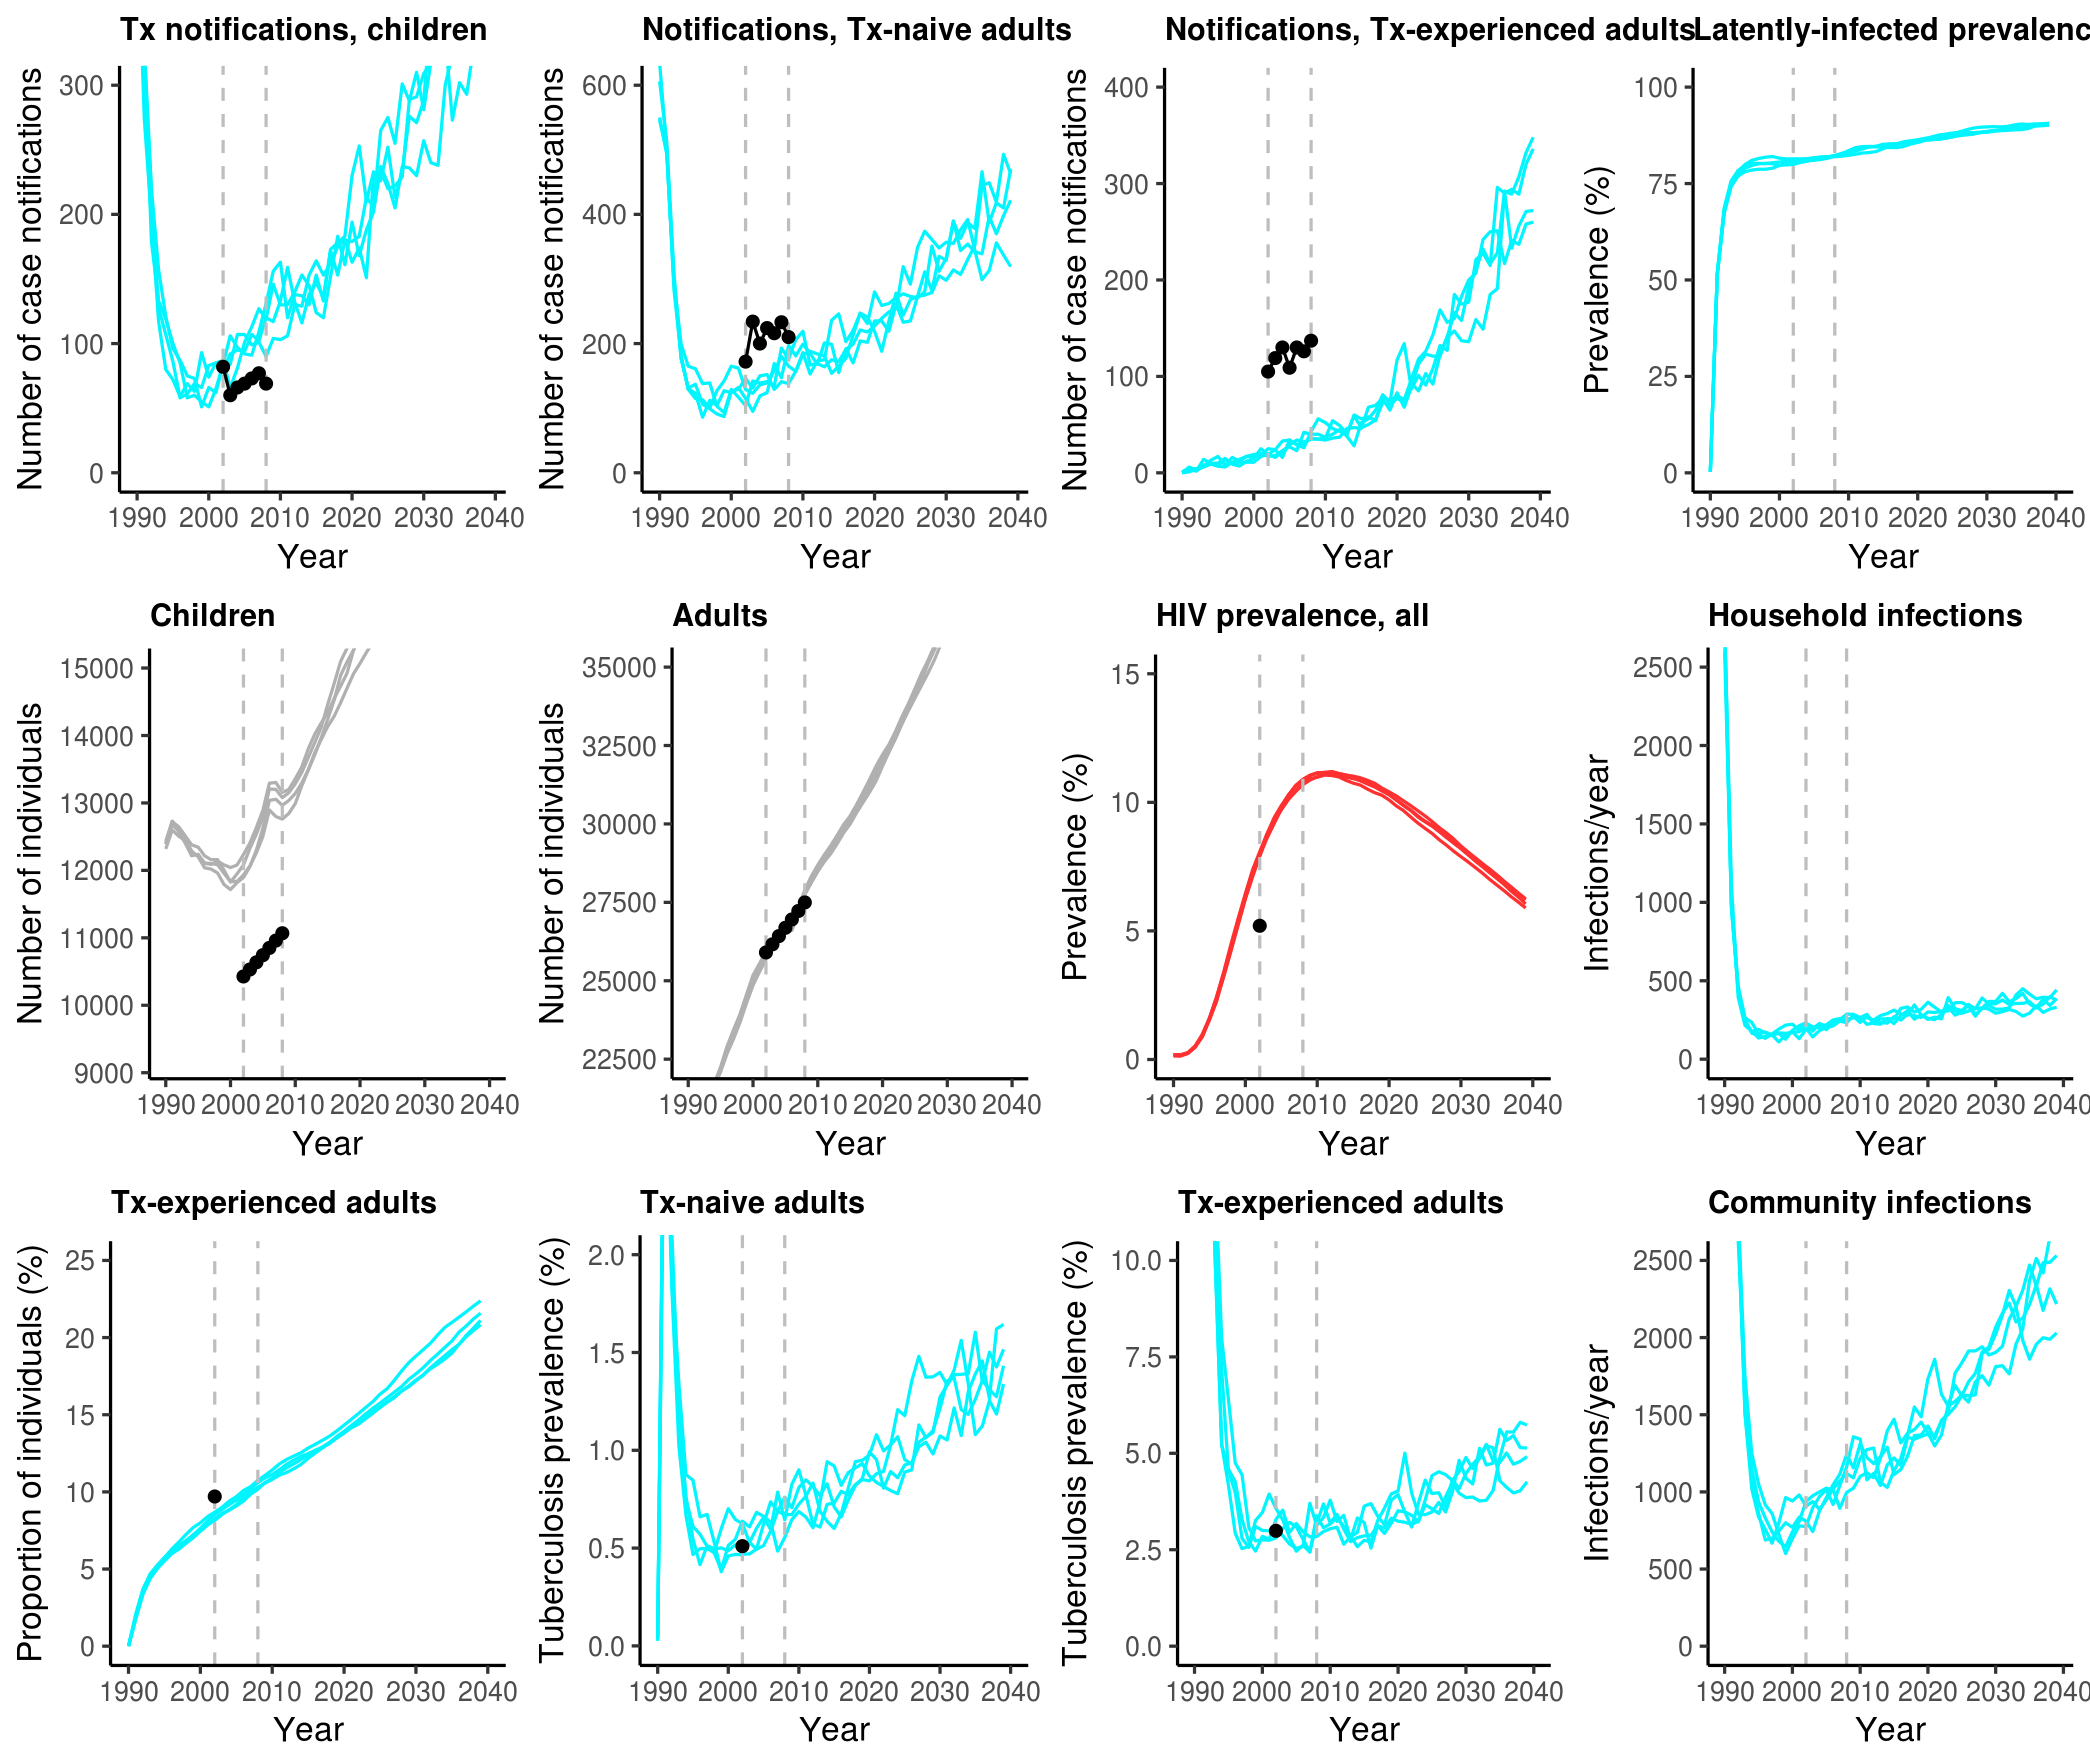 Tx notifications, children
Number of case notifications
300
200
100
0
1990 2000 2010 2020 2030 2040
Year
Notifications, Tx-naive adults
Number of case notifications
600
400
200
0
1990 2000 2010 2020 2030 2040
Year
Notifications, Tx-experienced adults
Number of case notifications
400
300
200
100
0
1990 2000 2010 2020 2030 2040
Year
Latently-infected prevalenc
Prevalence (%)
100
75
50
25
0
1990 2000 2010 2020 2030 2040
Year
Children
Number of individuals
15000
14000
13000
12000
11000
10000
9000
1990 2000 2010 2020 2030 2040
Year
Adults
Number of individuals
35000
32500
30000
27500
25000
22500
1990 2000 2010 2020 2030 2040
Year
HIV prevalence, all
Prevalence (%)
15
10
5
0
1990 2000 2010 2020 2030 2040
Year
Household infections
Infections/year
2500
2000
1500
1000
500
0
1990 2000 2010 2020 2030 2040
Year
Tx-experienced adults
Proportion of individuals (%)
25
20
15
10
5
0
1990 2000 2010 2020 2030 2040
Year
Tx-naive adults
Tuberculosis prevalence (%)
2.0
1.5
1.0
0.5
0.0
1990 2000 2010 2020 2030 2040
Year
Tx-experienced adults
Tuberculosis prevalence (%)
10.0
7.5
5.0
2.5
0.0
1990 2000 2010 2020 2030 2040
Year
Community infections
Infections/year
2500
2000
1500
1000
500
0
1990 2000 2010 2020 2030 2040
Year